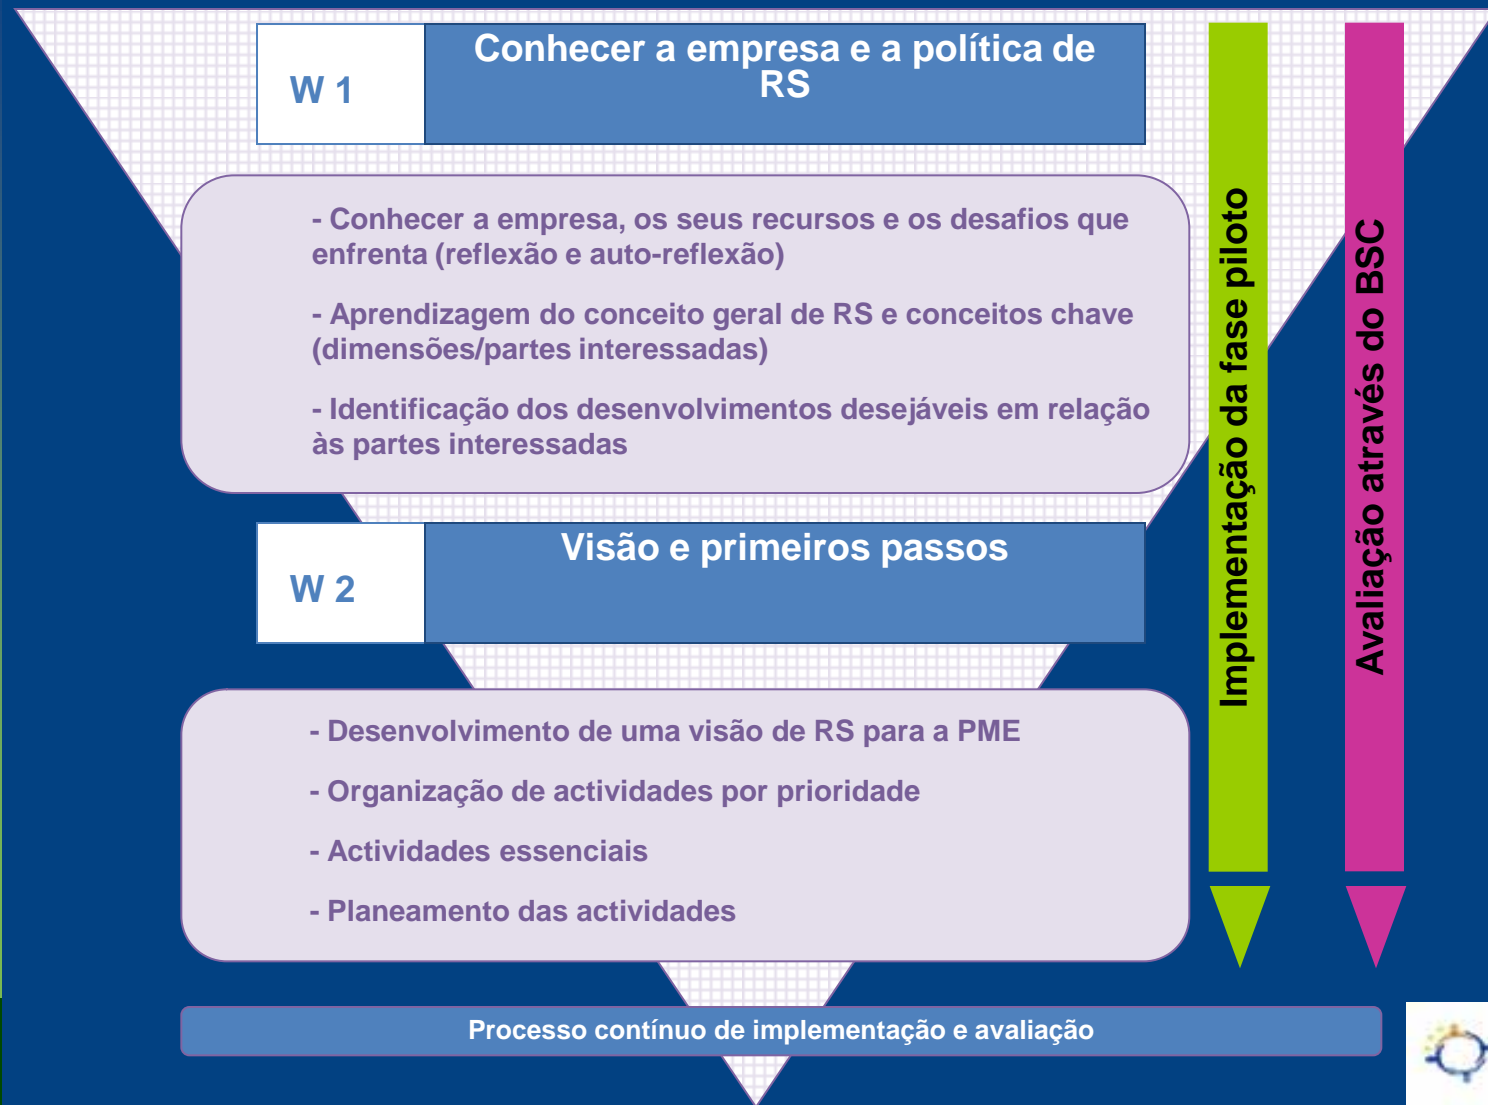 Conhecer a empresa e a política de
RS
W 1
- Conhecer a empresa, os seus recursos e os desafios que
enfrenta (reflexão e auto-reflexão)
- Aprendizagem do conceito geral de RS e conceitos chave
(dimensões/partes interessadas)
- Identificação dos desenvolvimentos desejáveis em relação
às partes interessadas
W 2
Visão e primeiros passos
- Desenvolvimento de uma visão de RS para a PME
- Organização de actividades por prioridade
- Actividades essenciais
- Planeamento das actividades
Implementação da fase piloto
Avaliação através do BSC
Processo contínuo de implementação e avaliação